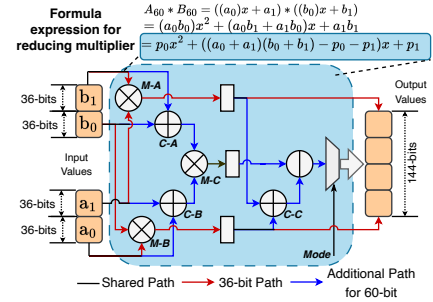 Formula
expression for
reducing multiplier
A₆₀ * B₆₀ = ((a₀)x + a₁) * ((b₀)x + b₁)
= (a₀b₀)x² + (a₀b₁ + a₁b₀)x + a₁b₁
= p₀x² + ((a₀ + a₁)(b₀ + b₁) − p₀ − p₁)x + p₁
36-bits
b₁
M-A
Output
Values
36-bits
b₀
C-A
Input
Values
M-C
144-bits
36-bits
a₁
C-B
C-C
36-bits
a₀
M-B
Mode
Shared Path
36-bit Path
Additional Path
for 60-bit